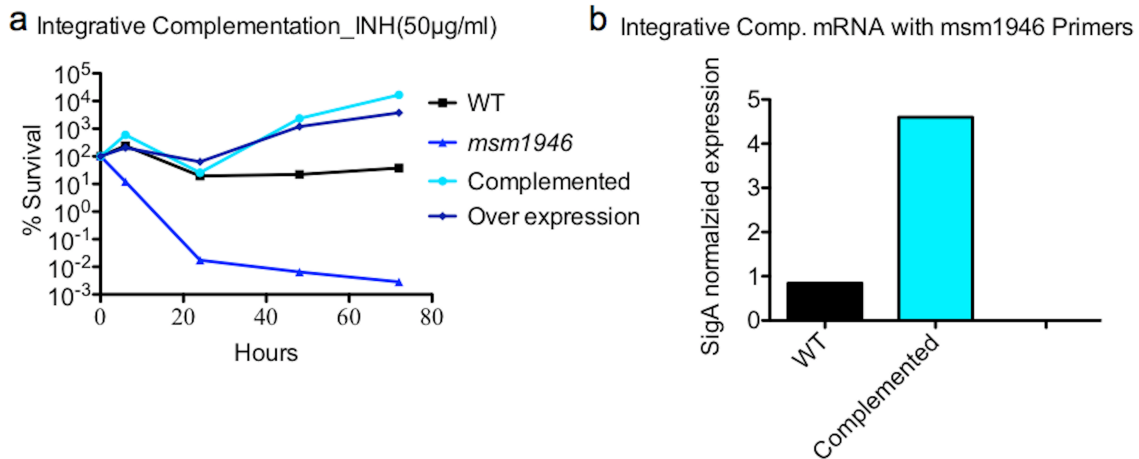 a Integrative Complementation_INH(50µg/ml)
% Survival
10^5
10^4
10^3
10^2
10^1
10^0
10^-1
10^-2
10^-3
0 20 40 60 80
Hours
WT
msm1946
Complemented
Over expression
b Integrative Comp. mRNA with msm1946 Primers
SigA normalzied expression
5
4
3
2
1
0
WT
Complemented